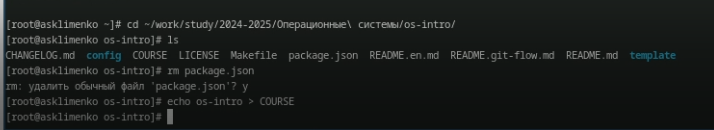 [root@asklimenko ~]# cd ~/work/study/2024-2025/Операционные\ системы/os-intro/
[root@asklimenko os-intro]# ls
CHANGELOG.md config COURSE LICENSE Makefile package.json README.en.md README.git-flow.md README.md template
[root@asklimenko os-intro]# rm package.json
rm: удалить обычный файл 'package.json'? y
[root@asklimenko os-intro]# echo os-intro > COURSE
[root@asklimenko os-intro]#